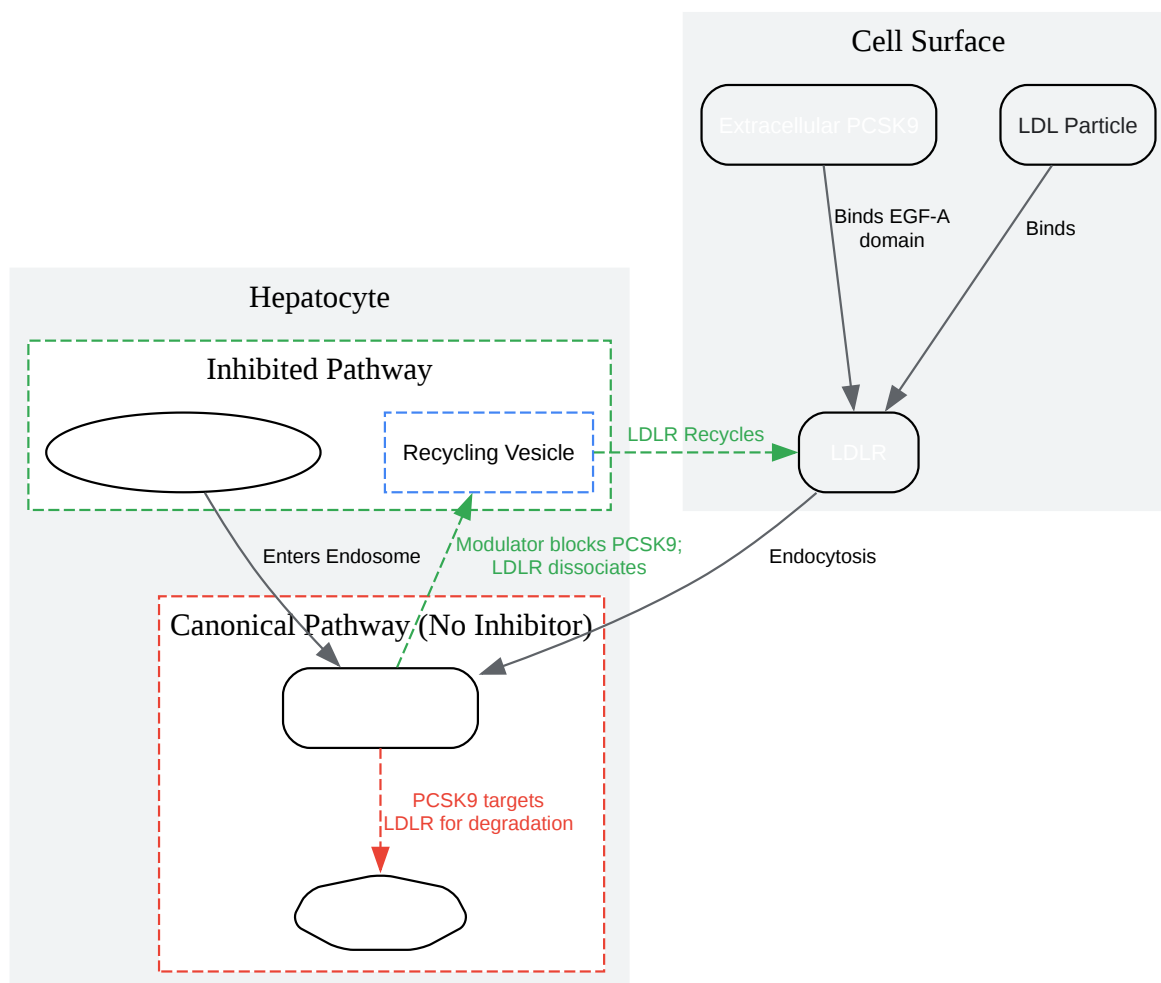 Cell Surface
Extracellular PCSK9
LDL Particle
Binds EGF-A
domain
Binds
Hepatocyte
Inhibited Pathway
Recycling Vesicle
LDLR Recycles
LDLR
Enters Endosome
Modulator blocks PCSK9;
LDLR dissociates
Endocytosis
Canonical Pathway (No Inhibitor)
PCSK9 targets
LDLR for degradation